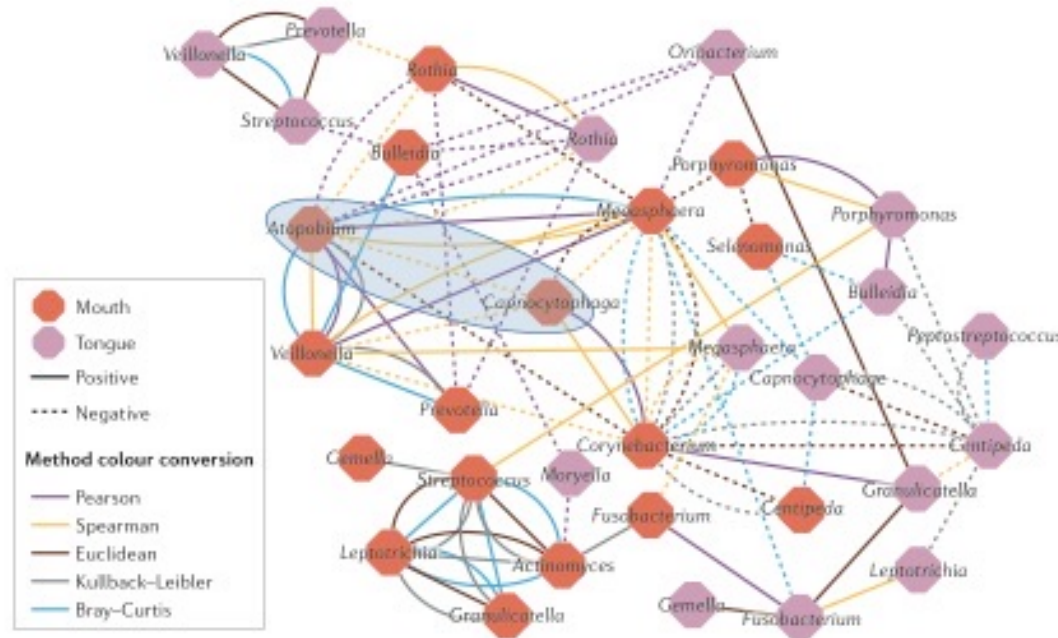 Prevotella
Veillonella
Oribacterium
Rothia
Streptococcus
Rothia
Bulleidia
Porphyromonas
Megasphaera
Porphyromonas
Atopobium
Selenomonas
Bulleidia
Capnocytophaga
Mouth
Tongue
Positive
Negative
Method colour conversion
Pearson
Spearman
Euclidean
Kullback–Leibler
Bray–Curtis
Peptostreptococcus
Veillonella
Megasphaera
Capnocytophage
Prevotella
Corynebacterium
Centipeda
Gemella
Streptococcus
Moryella
Granulicatella
Fusobacterium
Centipeda
Leptotrichia
Actinomyces
Leptotrichia
Granulicatella
Gemella
Fusobacterium